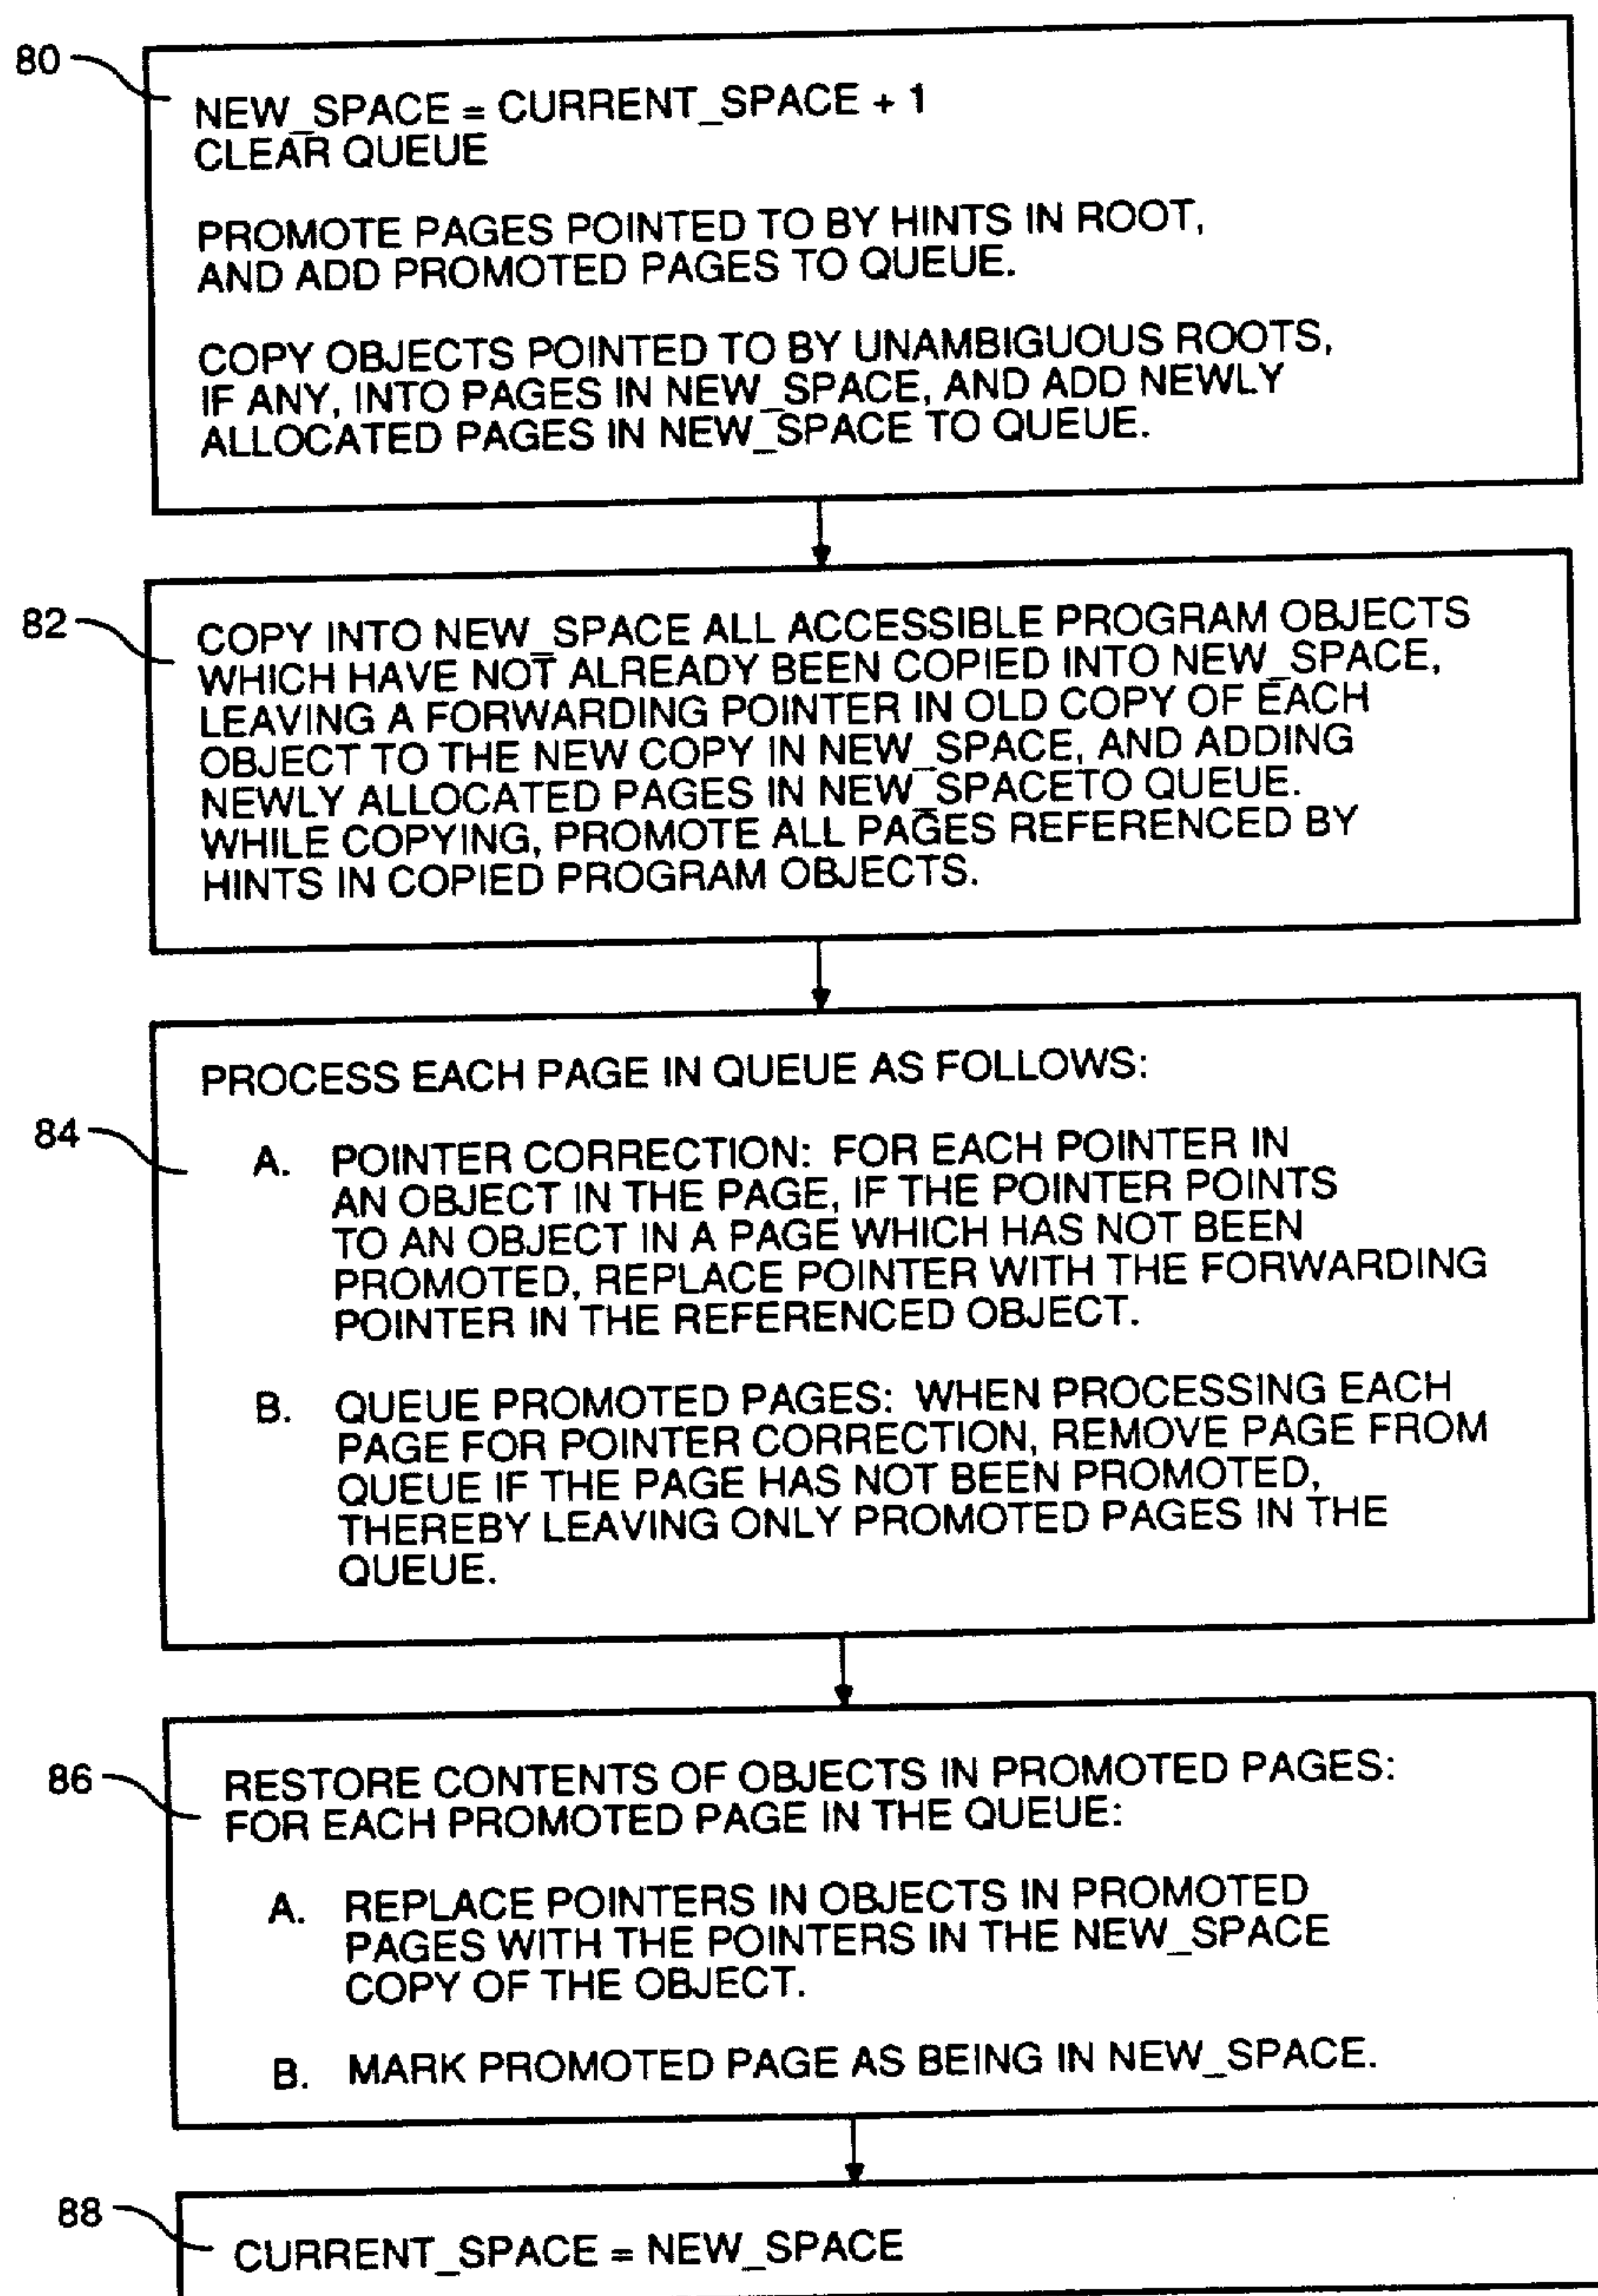 80
NEW_SPACE = CURRENT_SPACE + 1
CLEAR QUEUE
PROMOTE PAGES POINTED TO BY HINTS IN ROOT,
AND ADD PROMOTED PAGES TO QUEUE.
COPY OBJECTS POINTED TO BY UNAMBIGUOUS ROOTS,
IF ANY, INTO PAGES IN NEW_SPACE, AND ADD NEWLY
ALLOCATED PAGES IN NEW_SPACE TO QUEUE.
82
COPY INTO NEW_SPACE ALL ACCESSIBLE PROGRAM OBJECTS
WHICH HAVE NOT ALREADY BEEN COPIED INTO NEW_SPACE,
LEAVING A FORWARDING POINTER IN OLD COPY OF EACH
OBJECT TO THE NEW COPY IN NEW_SPACE, AND ADDING
NEWLY ALLOCATED PAGES IN NEW_SPACETO QUEUE.
WHILE COPYING, PROMOTE ALL PAGES REFERENCED BY
HINTS IN COPIED PROGRAM OBJECTS.
PROCESS EACH PAGE IN QUEUE AS FOLLOWS:
84
A. POINTER CORRECTION: FOR EACH POINTER IN
AN OBJECT IN THE PAGE, IF THE POINTER POINTS
TO AN OBJECT IN A PAGE WHICH HAS NOT BEEN
PROMOTED, REPLACE POINTER WITH THE FORWARDING
POINTER IN THE REFERENCED OBJECT.
B. QUEUE PROMOTED PAGES: WHEN PROCESSING EACH
PAGE FOR POINTER CORRECTION, REMOVE PAGE FROM
QUEUE IF THE PAGE HAS NOT BEEN PROMOTED,
THEREBY LEAVING ONLY PROMOTED PAGES IN THE
QUEUE.
86
RESTORE CONTENTS OF OBJECTS IN PROMOTED PAGES:
FOR EACH PROMOTED PAGE IN THE QUEUE:
A. REPLACE POINTERS IN OBJECTS IN PROMOTED
PAGES WITH THE POINTERS IN THE NEW_SPACE
COPY OF THE OBJECT.
B. MARK PROMOTED PAGE AS BEING IN NEW_SPACE.
88
CURRENT_SPACE = NEW_SPACE